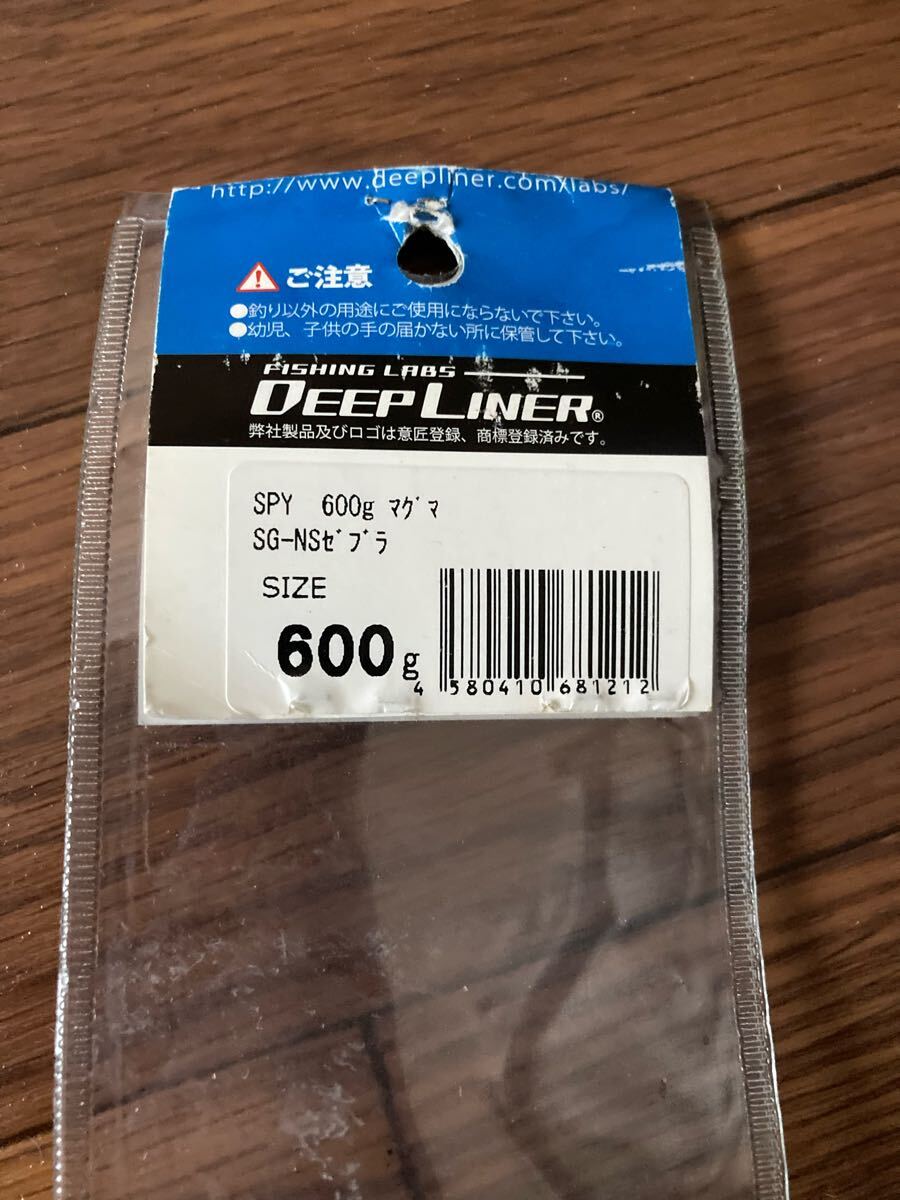 http://www.deepliner.com/labs/
ご注意
●釣り以外の用途にご使用にならないで下さい。
●幼児、子供の手の届かない所に保管して下さい。
FISHING LABS
DEEP LINER®
弊社製品及びロゴは意匠登録、商標登録済みです。
SPY 600g ﾏｸﾞﾏ
SG-NSｾﾞﾌﾞﾗ
SIZE
600g
4 580410 681212